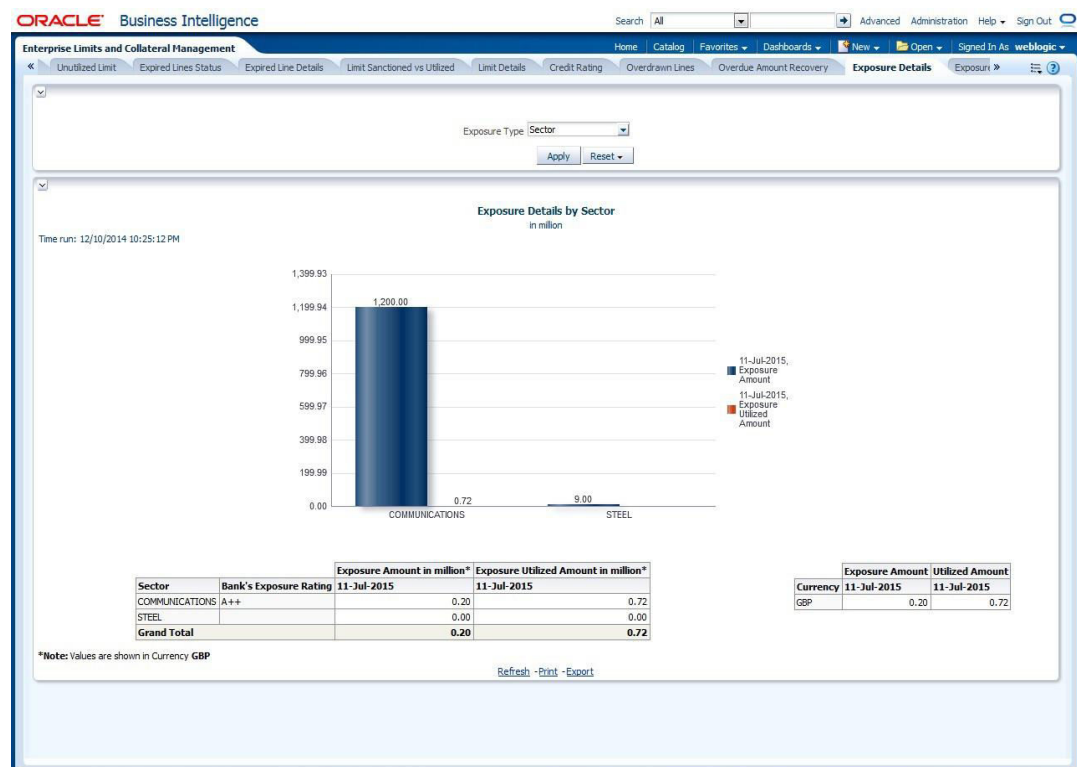 ORACLE Business Intelligence
Search All Advanced Administration Help Sign Out
Enterprise Limits and Collateral Management
Home Catalog Favorites Dashboards New Open Signed In As weblogic
« Unutilized Limit Expired Lines Status Expired Line Details Limit Sanctioned vs Utilized Limit Details Credit Rating Overdrawn Lines Overdue Amount Recovery Exposure Details Exposure »
Exposure Type Sector
Apply Reset
Exposure Details by Sector
in million
Time run: 12/10/2014 10:25:12 PM
1,399.93
1,199.94
999.95
799.96
599.97
399.98
199.99
0.00
1,200.00
0.72
9.00
COMMUNICATIONS STEEL
11-Jul-2015,
Exposure
Amount
11-Jul-2015,
Exposure
Utilized
Amount
Exposure Amount in million* Exposure Utilized Amount in million*
Sector Bank's Exposure Rating 11-Jul-2015 11-Jul-2015
COMMUNICATIONS A++ 0.20 0.72
STEEL 0.00 0.00
Grand Total 0.20 0.72
Exposure Amount Utilized Amount
Currency 11-Jul-2015 11-Jul-2015
GBP 0.20 0.72
*Note: Values are shown in Currency GBP
Refresh - Print - Export